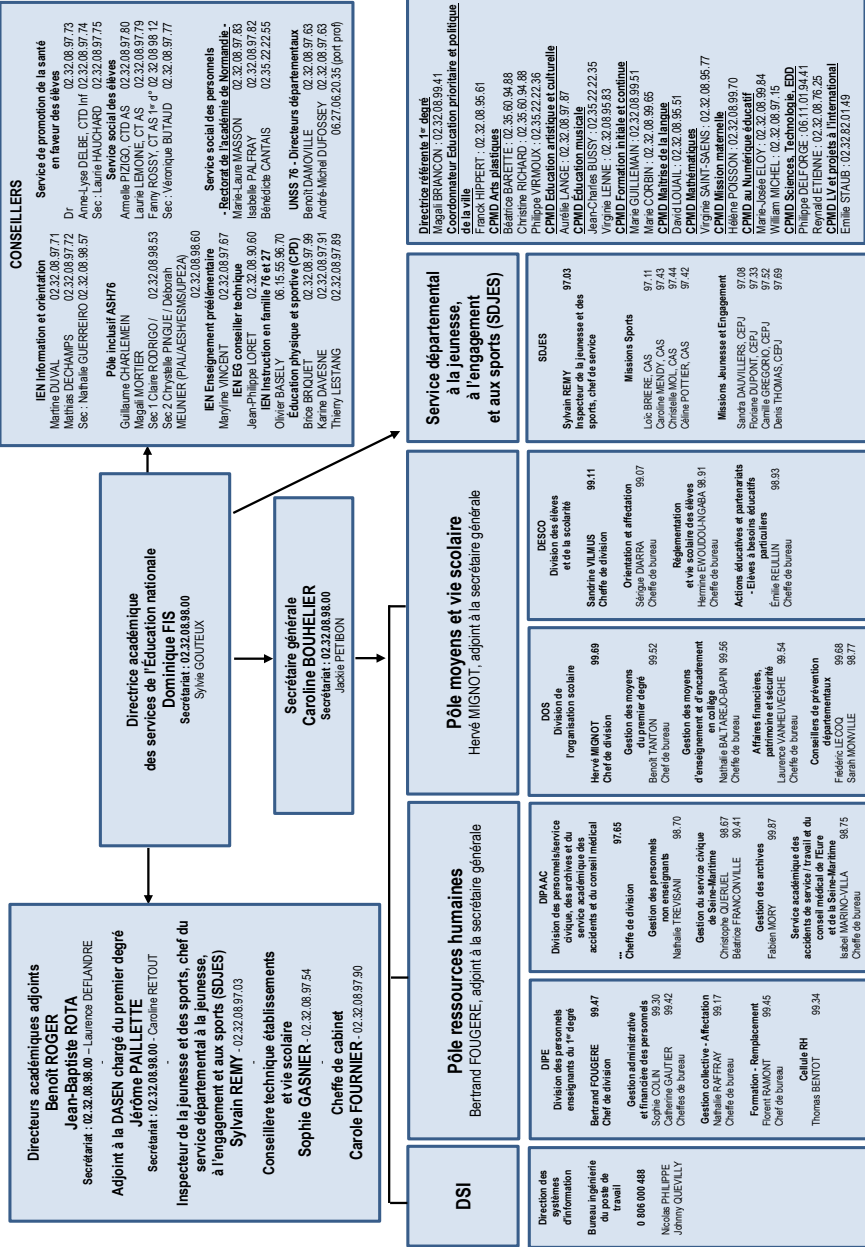 Directeurs académiques adjoints
Benoît ROGER
Jean-Baptiste ROTA
Secrétariat : 02.32.08.98.00 – Laurence DEFLANDRE
-
Adjoint à la DASEN chargé du premier degré
Jérôme PAILLETTE
Secrétariat : 02.32.08.98.00 - Caroline RETOUT
-
Inspecteur de la jeunesse et des sports, chef du
service départemental à la jeunesse,
à l'engagement et aux sports (SDJES)
Sylvain REMY - 02.32.08.97.03
Conseillère technique établissements
et vie scolaire
Sophie GASNIER - 02.32.08.97.54
Cheffe de cabinet
Carole FOURNIER - 02.32.08.97.90
Directrice académique
des services de l'Éducation nationale
Dominique FIS
Secrétariat : 02.32.08.98.00
Sylvie GOUTEUX
Secrétaire générale
Caroline BOUHELIER
Secrétariat : 02.32.08.98.00
Jackie PETIBON
CONSEILLERS
IEN Information et orientation
Martine DUVAL 02.32.08.97.71
Mathias DECHAMPS 02.32.08.97.72
Sec : Nathalie GUERREIRO 02.32.08.98.57
Pôle inclusif ASH76
Guillaume CHARLEMEIN
Magali MORTIER
Sec 1 Claire RODRIGO / 02.32.08.98.53
Sec 2 Chrystelle PINGUE / Déborah
MEUNIER (PIAL/AESH/ESMS/UPE2A)
02.32.08.98.60
IEN Enseignement préélémentaire
Maryline VINCENT 02.32.08.97.67
IEN EG conseiller technique
Jean-Philippe LORET 02.32.08.90.60
IEN Instruction en famille 76 et 27
Olivier BASELY 06.15.55.96.70
Éducation physique et sportive (CPD)
Brice BRIQUET 02.32.08.97.99
Karine DAVESNE 02.32.08.97.91
Thierry LESTANG 02.32.08.97.89
Service de promotion de la santé
en faveur des élèves
Dr 02.32.08.97.73
Anne-Lyse DELBE, CTD Inf 02.32.08.97.74
Sec : Laurie HAUCHARD 02.32.08.97.75
Service social des élèves
Armelle PIZIGO, CTD AS 02.32.08.97.80
Laurie LEMOINE, CT AS 02.32.08.97.79
Fanny ROSSY, CT AS 1er d° 02.32.08.98.12
Sec : Véronique BUTAUD 02.32.08.97.77
Service social des personnels
- Rectorat de l'académie de Normandie -
Marie-Laure MASSON 02.32.08.97.83
Isabelle PALFRAY 02.32.08.97.82
Bénédicte CANTAIS 02.35.22.22.55
UNSS 76 - Directeurs départementaux
Benoît DAMOVILLE 02.32.08.97.63
André-Michel DUFOSSEY 02.32.08.97.63
06.27.06.20.35 (port prof)
DSI
Direction des
systèmes
d'information
Bureau ingénierie
du poste de
travail
0 806 000 488
Nicolas PHILIPPE
Johnny QUEVILLY
Pôle ressources humaines
Bertrand FOUGERE, adjoint à la secrétaire générale
DIPE
Division des personnels
enseignants du 1er degré
Bertrand FOUGERE 99.47
Chef de division
Gestion administrative
et financière des personnels
Sophie COLIN 99.30
Catherine GAUTIER 99.42
Cheffes de bureau
Gestion collective - Affectation
Nathalie RAFFRAY 99.17
Cheffe de bureau
Formation - Remplacement
Florent RAMONT 99.45
Chef de bureau
Cellule RH
Thomas BENTOT 99.34
DIPAAC
Division des personnels/service
civique, des archives et du
service académique des
accidents et du conseil médical
... 97.65
Cheffe de division
Gestion des personnels
non enseignants
Nathalie TREVISANI 98.70
Gestion du service civique
de Seine-Maritime
Christophe QUERUEL 98.67
Béatrice FRANCONVILLE 90.41
Gestion des archives
Fabien MORY 99.87
Service académique des
accidents de service / travail et du
conseil médical de l'Eure
et de la Seine-Maritime
Isabel MARINO-VILLA 98.75
Cheffe de bureau
Pôle moyens et vie scolaire
Hervé MIGNOT, adjoint à la secrétaire générale
DOS
Division de
l'organisation scolaire
Hervé MIGNOT 99.69
Chef de division
Gestion des moyens
du premier degré
Benoît TANTON 99.52
Chef de bureau
Gestion des moyens
d'enseignement et d'encadrement
en collège
Nathalie BALTAREJO-BAPIN 99.56
Cheffe de bureau
Affaires financières,
patrimoine et sécurité
Laurence VANHEUVEGHE 99.54
Cheffe de bureau
Conseillers de prévention
départementaux
Frédéric LECOQ 99.68
Sarah MONVILLE 98.77
DESCO
Division des élèves
et de la scolarité
Sandrine VILMUS 99.11
Cheffe de division
Orientation et affectation
Sérigue DIARRA 99.07
Cheffe de bureau
Réglementation
et vie scolaire des élèves
Hermine EWOUDOU-NGABA 98.91
Cheffe de bureau
Actions éducatives et partenariats
- Elèves à besoins éducatifs
particuliers
Émilie REULLIN 98.93
Cheffe de bureau
Service départemental
à la jeunesse,
à l'engagement
et aux sports (SDJES)
SDJES
Sylvain REMY 97.03
Inspecteur de la jeunesse et des
sports, chef de service
Missions Sports
Loïc BRIERE, CAS 97.11
Caroline MENDY, CAS 97.43
Christelle MOL, CAS 97.44
Céline POTTIER, CAS 97.42
Missions Jeunesse et Engagement
Sandra DAUVILLIERS, CEPJ 97.08
Floriane DUPONT, CEPJ 97.33
Camille GREGORIO, CEPJ 97.52
Denis THOMAS, CEPJ 97.69
Directrice référente 1er degré
Magali BRIANCON : 02.32.08.99.41
Coordonnateur Education prioritaire et politique
de la ville
Franck HIPPERT : 02.32.08.95.61
CPMD Arts plastiques
Béatrice BARETTE : 02.35.60.94.88
Christine RICHARD : 02.35.60.94.88
Philippe VIRMOUX : 02.35.22.22.36
CPMD Education artistique et culturelle
Aurélie LANGE : 02.32.08.97.87
CPMD Éducation musicale
Jean-Charles BUSSY : 02.35.22.22.35
Virginie LENNE : 02.32.08.95.83
CPMD Formation initiale et continue
Marie GUILLEMAIN : 02.32.08.99.51
Marie CORBIN : 02.32.08.99.65
CPMD Maîtrise de la langue
David LOUAIL : 02.32.08.95.51
CPMD Mathématiques
Virginie SAINT-SAENS : 02.32.08.95.77
CPMD Mission maternelle
Hélène POISSON : 02.32.08.99.70
CPMD au Numérique éducatif
Marie-Josée ELOY : 02.32.08.99.84
William MICHEL : 02.32.08.97.15
CPMD Sciences, Technologie, EDD
Philippe DELFORGE : 06.11.01.94.41
Reynald ETIENNE : 02.32.08.76.25
CPMD LV et projets à l'international
Emilie STAUB : 02.32.82.01.49